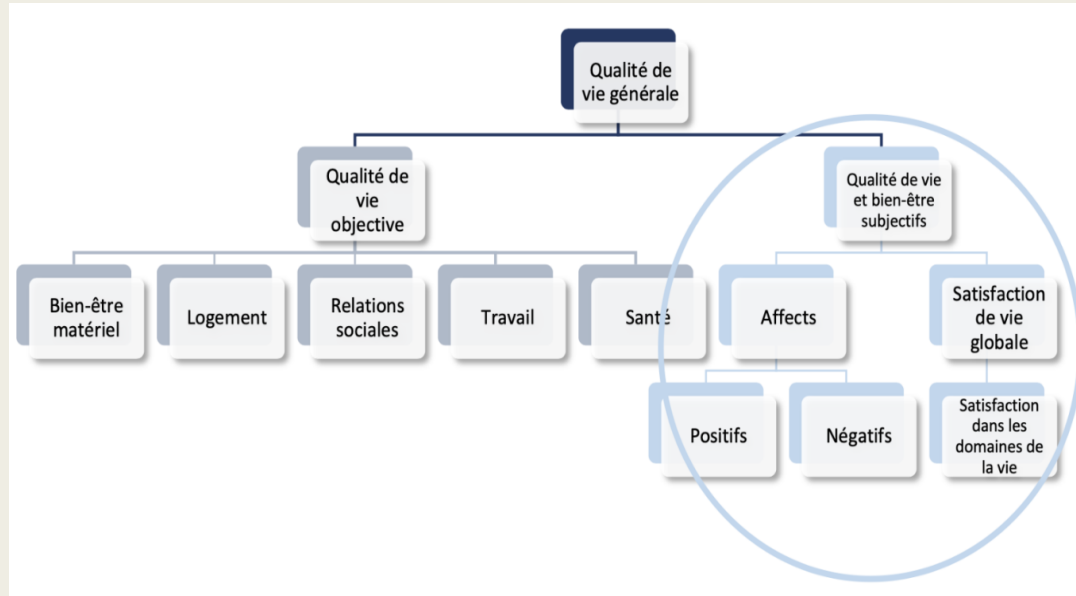 Qualité de
vie générale
Qualité de
vie
objective
Qualité de vie
et bien-être
subjectifs
Bien-être
matériel
Logement
Relations
sociales
Travail
Santé
Affects
Satisfaction
de vie
globale
Positifs
Négatifs
Satisfaction
dans les
domaines de
la vie